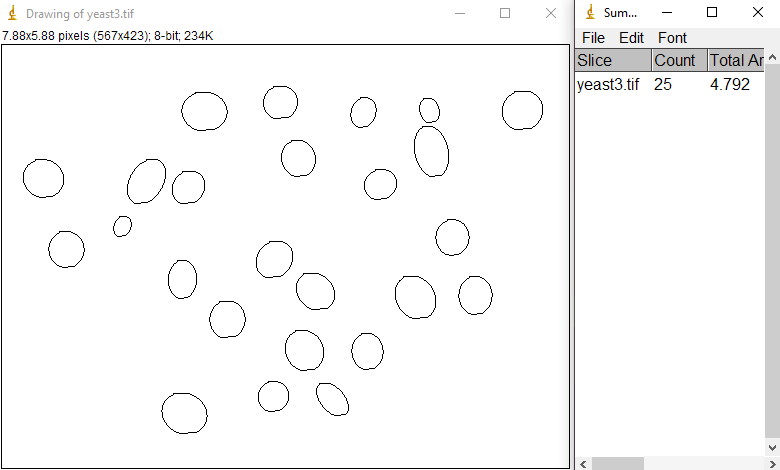 Drawing of yeast3.tif
7.88x5.88 pixels (567x423); 8-bit; 234K
Sum...
File Edit Font
Slice Count Total Ar
yeast3.tif 25 4.792